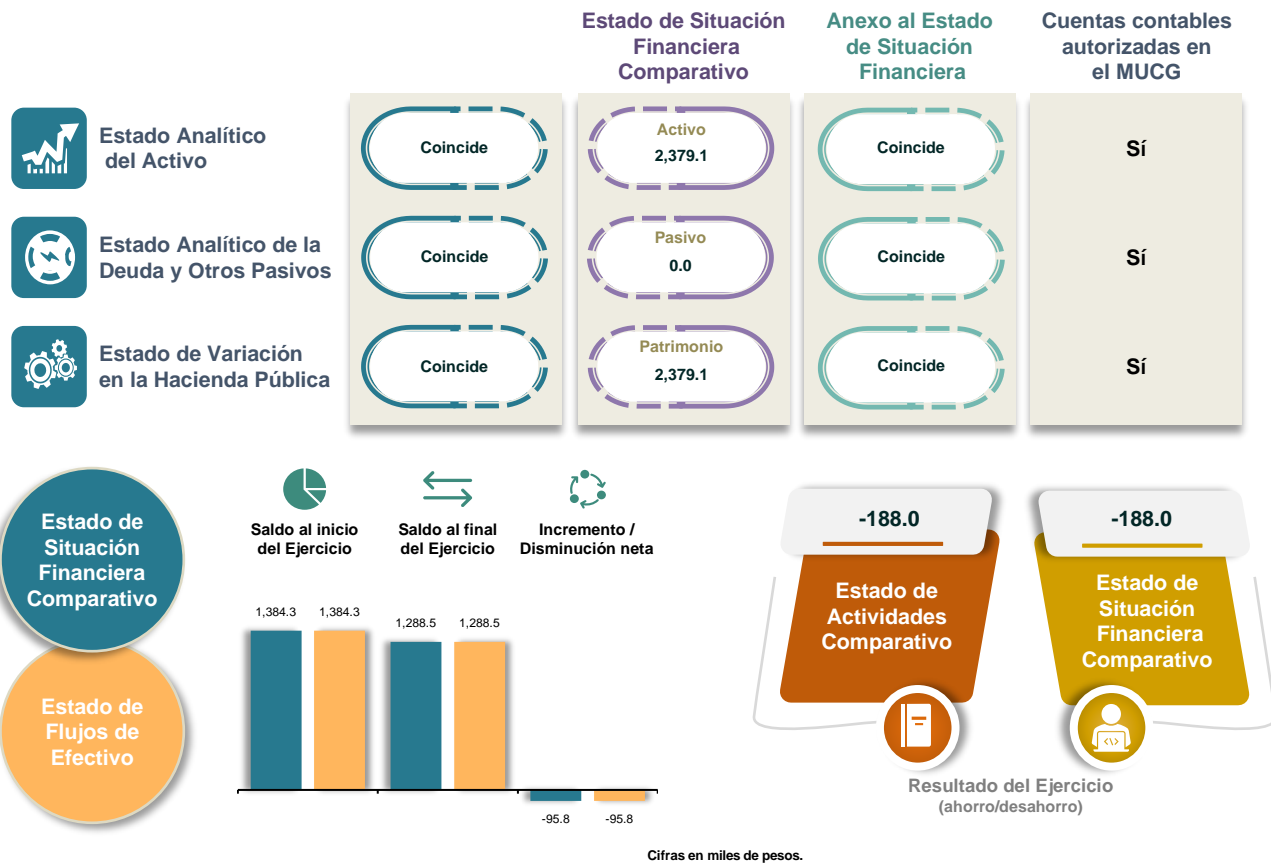 Estado de Situación
Financiera
Comparativo
Anexo al Estado
de Situación
Financiera
Cuentas contables
autorizadas en
el MUCG
Estado Analítico
del Activo
Coincide
Activo
2,379.1
Coincide
Sí
Estado Analítico de la
Deuda y Otros Pasivos
Coincide
Pasivo
0.0
Coincide
Sí
Estado de Variación
en la Hacienda Pública
Coincide
Patrimonio
2,379.1
Coincide
Sí
Estado de
Situación
Financiera
Comparativo
Estado de
Flujos de
Efectivo
Saldo al inicio
del Ejercicio
Saldo al final
del Ejercicio
Incremento /
Disminución neta
1,384.3 1,384.3
1,288.5 1,288.5
-95.8 -95.8
-188.0
Estado de
Actividades
Comparativo
-188.0
Estado de
Situación
Financiera
Comparativo
Resultado del Ejercicio
(ahorro/desahorro)
Cifras en miles de pesos.